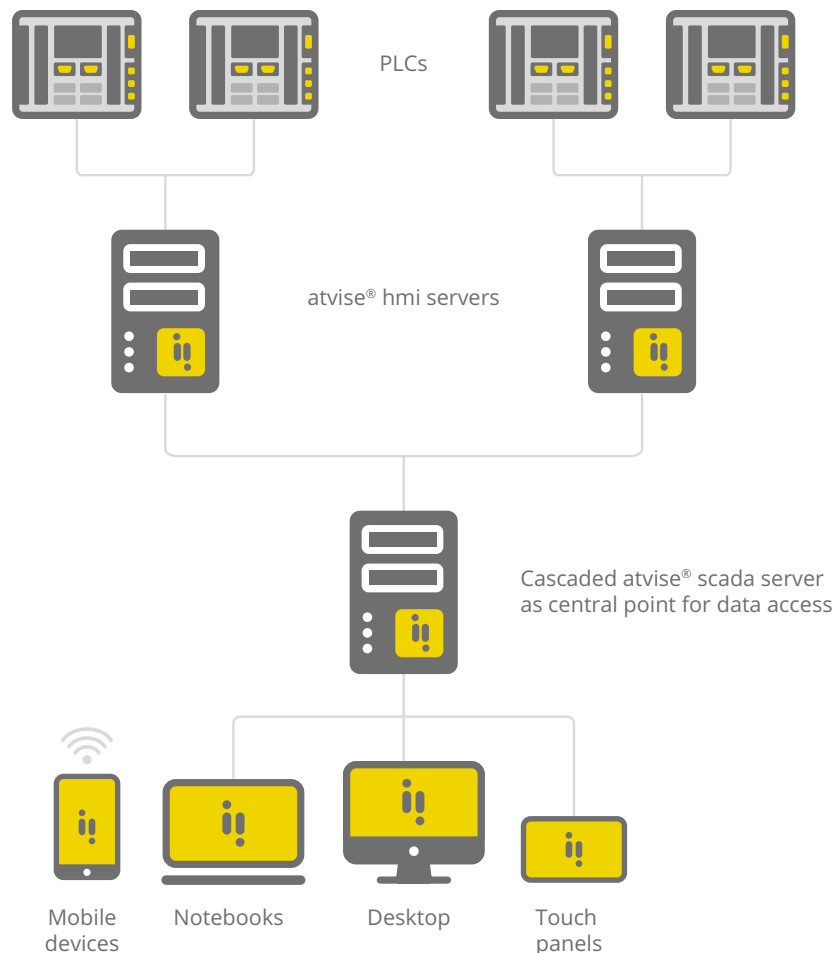 PLCs
atvise® hmi servers
Cascaded atvise® scada server
as central point for data access
Mobile
devices
Notebooks
Desktop
Touch
panels